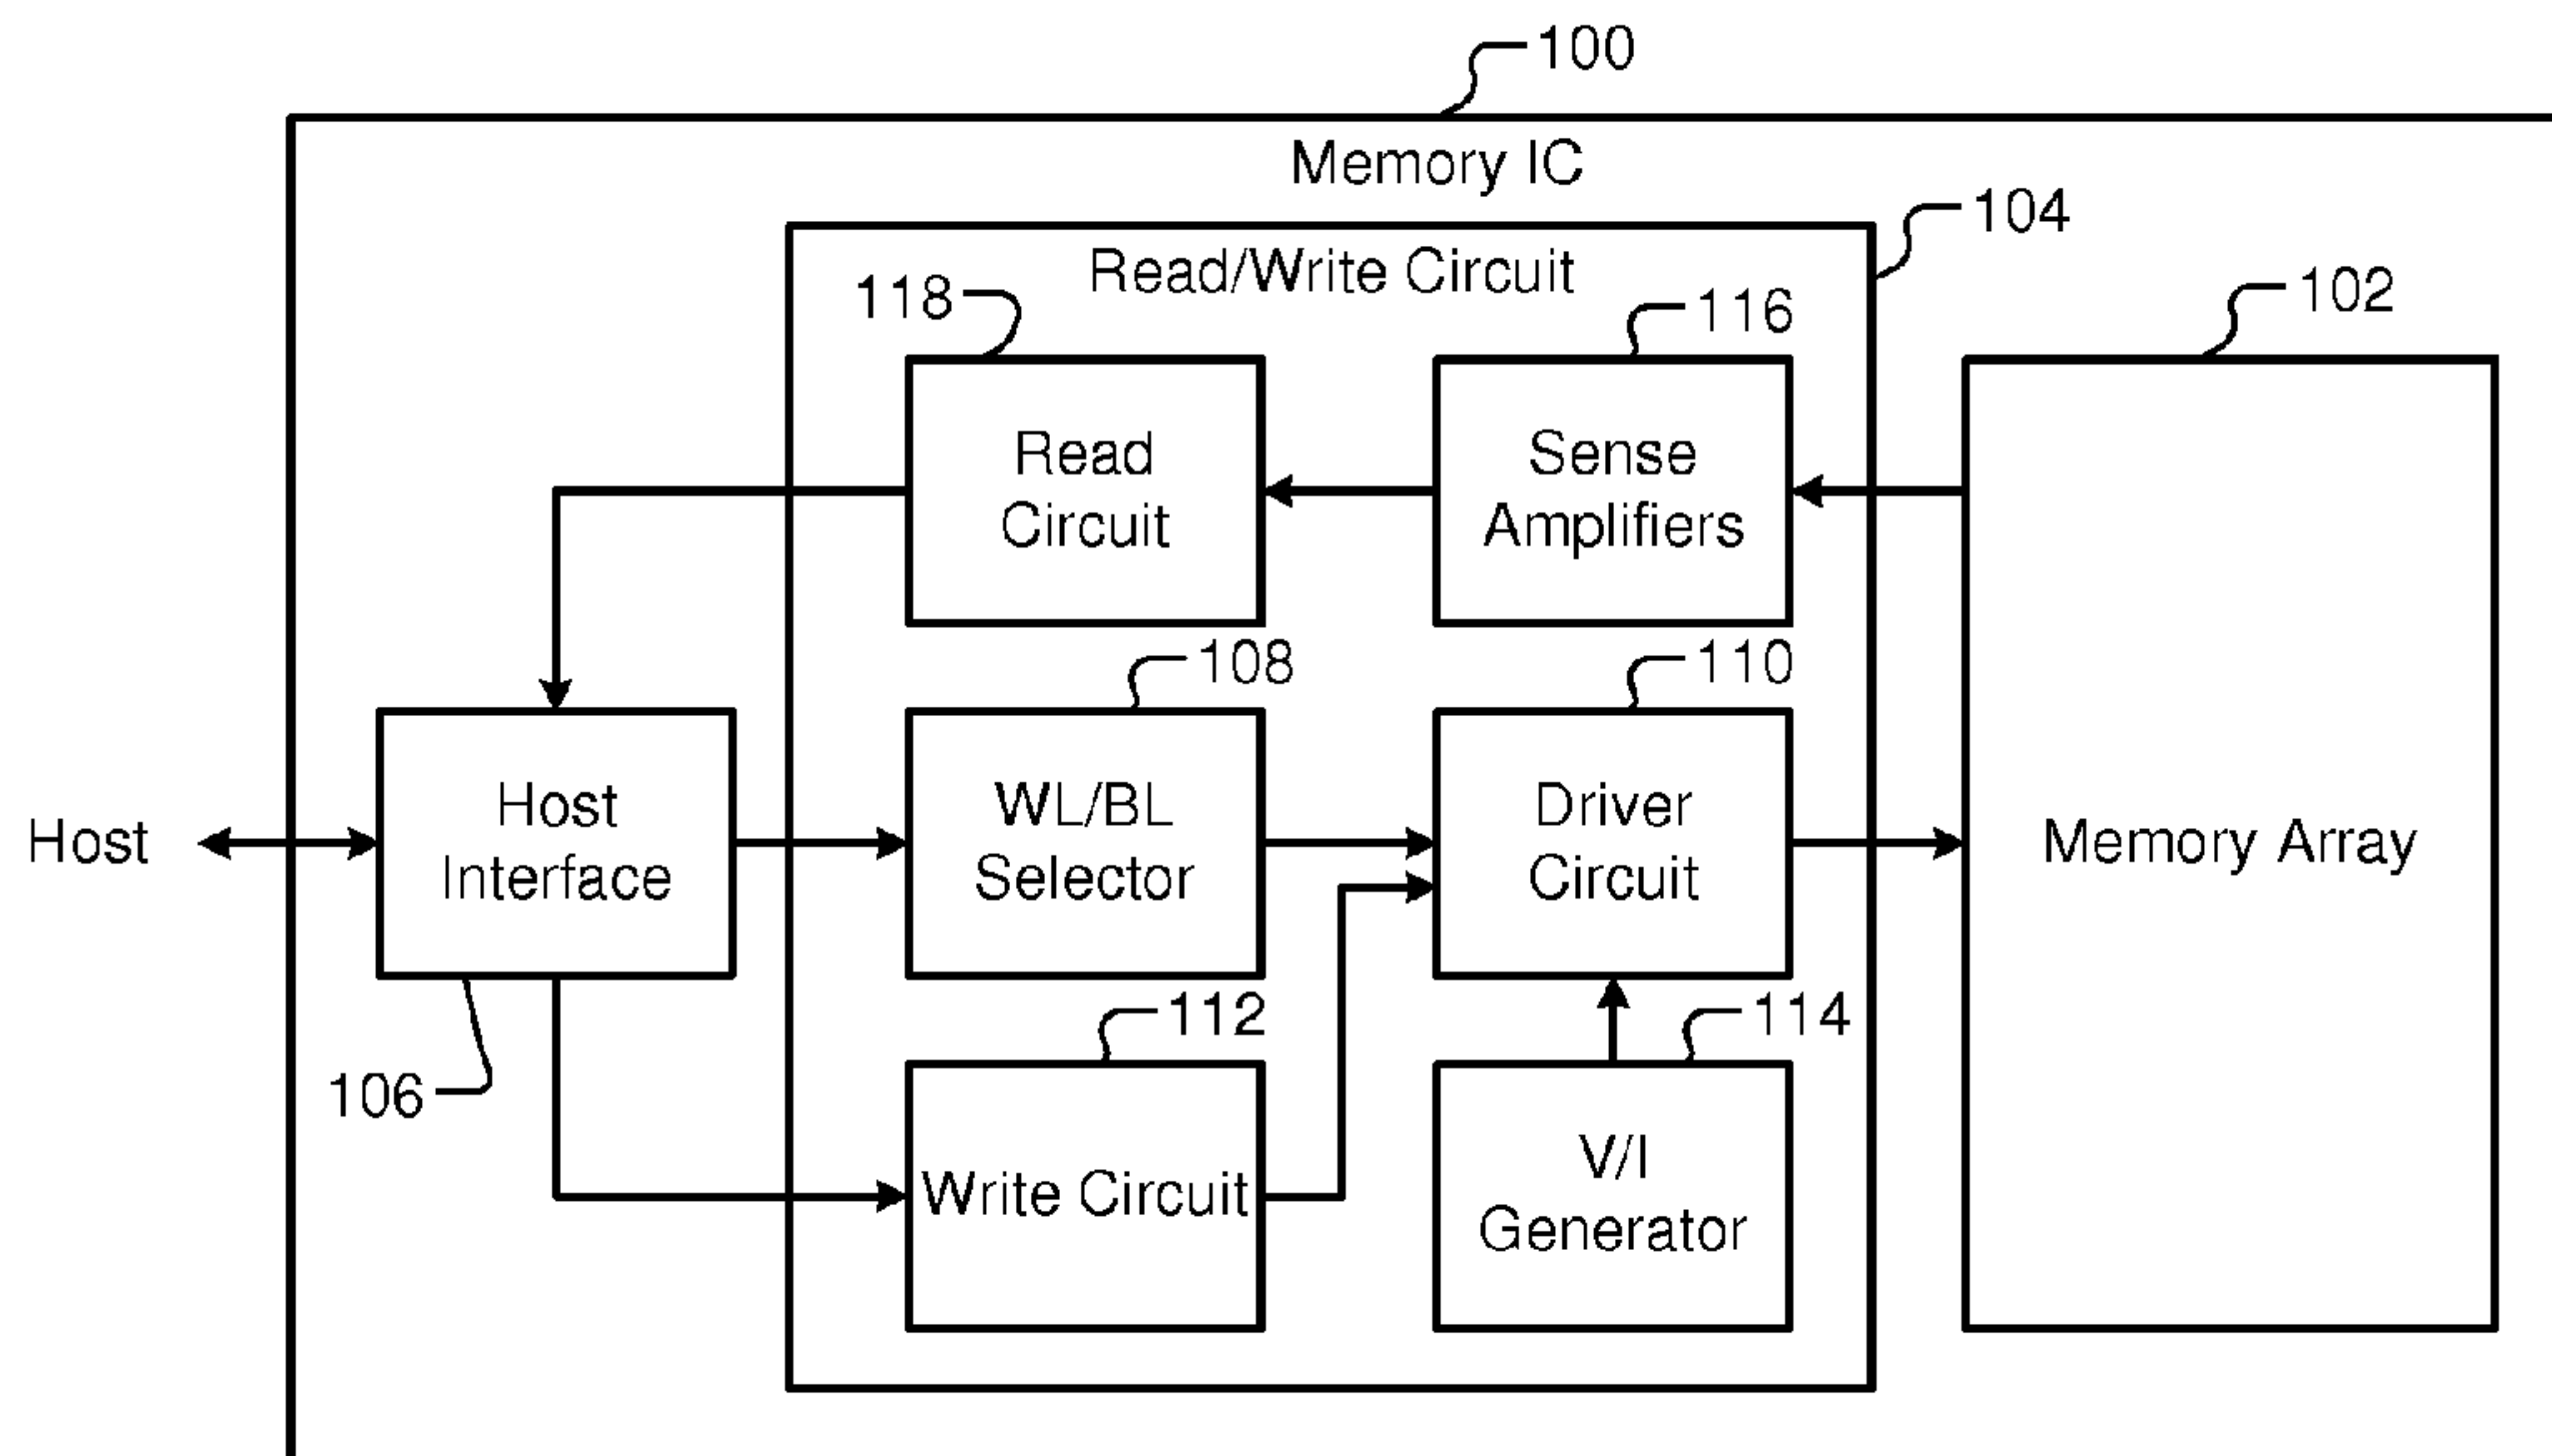 100
Memory IC
104
Read/Write Circuit
118
116
102
Read
Circuit
Sense
Amplifiers
108
110
Host
Host
Interface
WL/BL
Selector
Driver
Circuit
Memory Array
112
114
106
Write Circuit
V/I
Generator